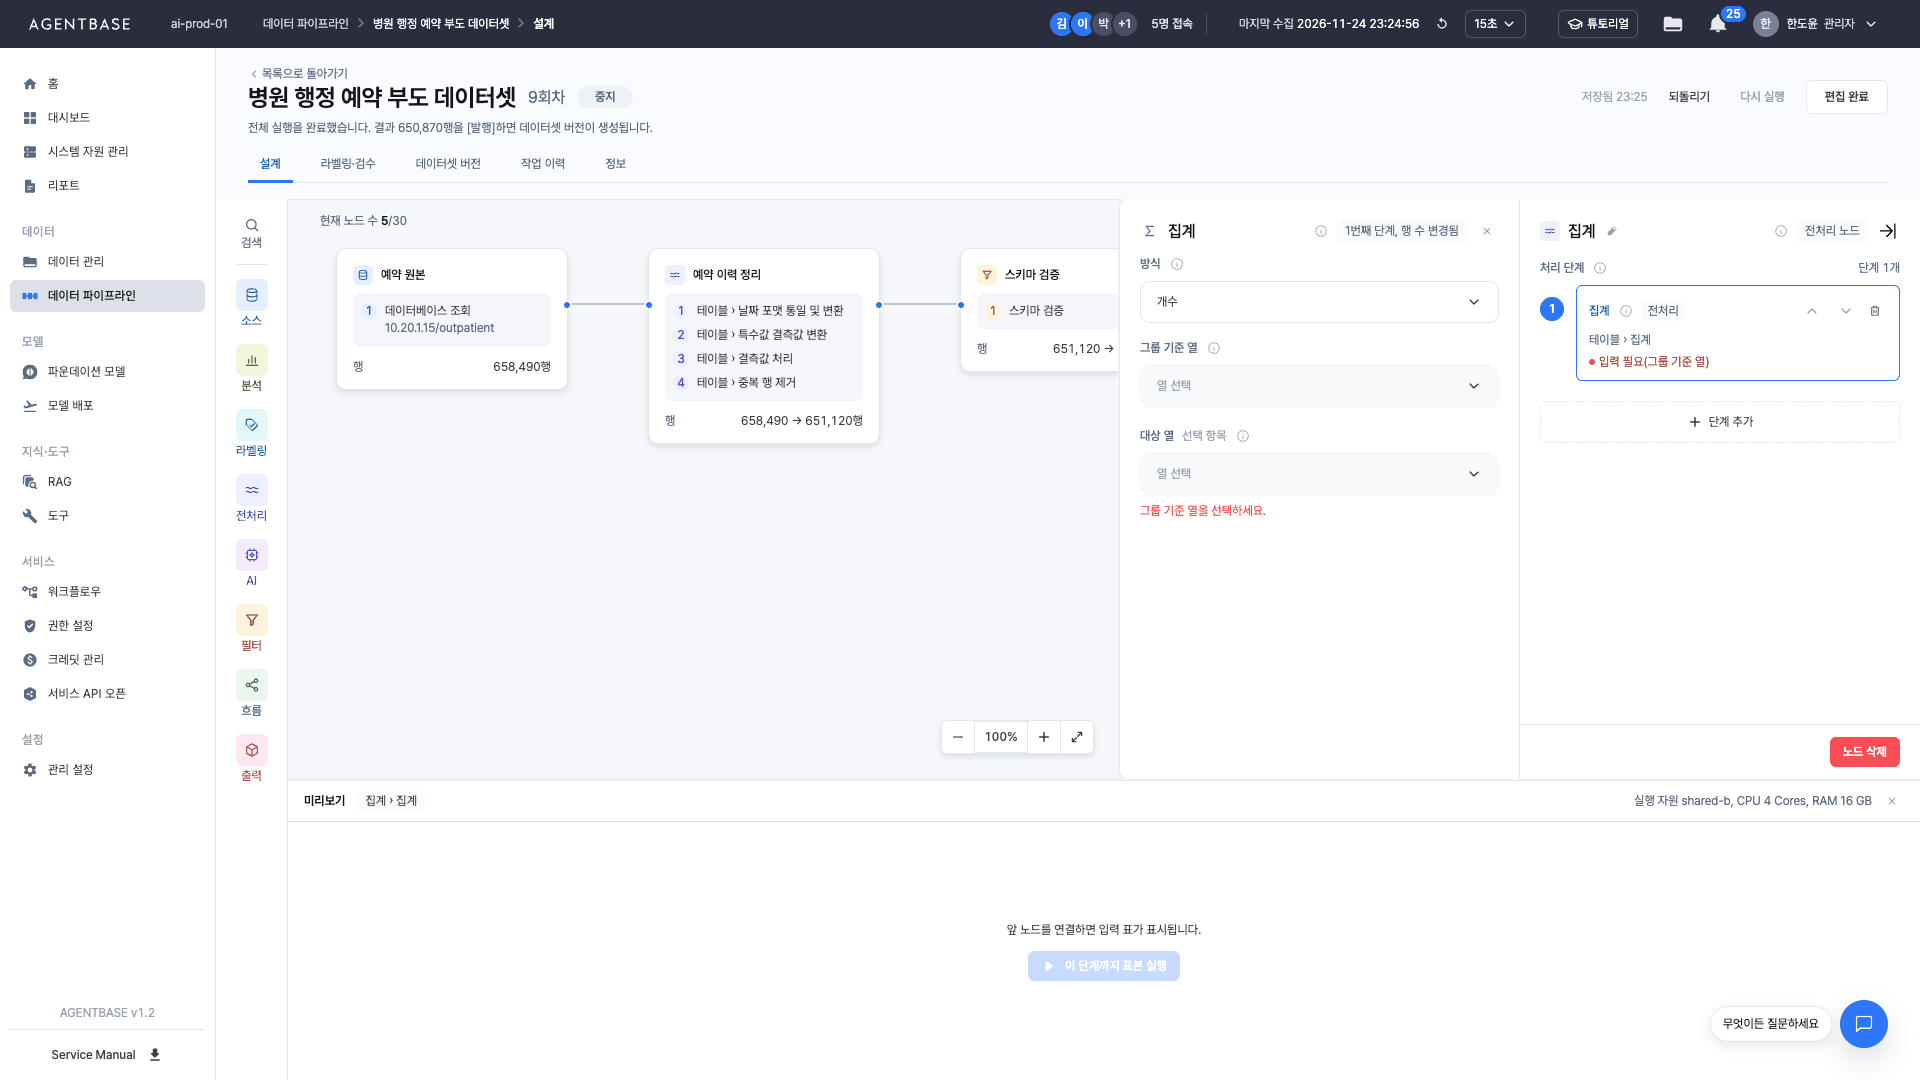 AGENTBASE
ai-prod-01
데이터 파이프라인 > 병원 행정 예약 부도 데이터셋 > 설계
김 이 박 +1 5명 접속
마지막 수집 2026-11-24 23:24:56
15초
튜토리얼
25
한 한도윤 관리자
홈
대시보드
시스템 자원 관리
리포트
데이터
데이터 관리
데이터 파이프라인
모델
파운데이션 모델
모델 배포
지식·도구
RAG
도구
서비스
워크플로우
권한 설정
크레딧 관리
서비스 API 오픈
설정
관리 설정
AGENTBASE v1.2
Service Manual
목록으로 돌아가기
병원 행정 예약 부도 데이터셋 9회차 중지
전체 실행을 완료했습니다. 결과 650,870행을 [발행]하면 데이터셋 버전이 생성됩니다.
저장됨 23:25 되돌리기 다시 실행 편집 완료
설계 라벨링·검수 데이터셋 버전 작업 이력 정보
검색
소스
분석
라벨링
전처리
AI
필터
흐름
출력
현재 노드 수 5/30
예약 원본
1 데이터베이스 조회
10.20.1.15/outpatient
행 658,490행
예약 이력 정리
1 테이블 › 날짜 포맷 통일 및 변환
2 테이블 › 특수값 결측값 변환
3 테이블 › 결측값 처리
4 테이블 › 중복 행 제거
행 658,490 → 651,120행
스키마 검증
1 스키마 검증
행 651,120 →
100%
집계 1번째 단계, 행 수 변경됨
방식
개수
그룹 기준 열
열 선택
대상 열 선택 항목
열 선택
그룹 기준 열을 선택하세요.
집계 전처리 노드
처리 단계 단계 1개
1 집계 전처리
테이블 › 집계
입력 필요(그룹 기준 열)
단계 추가
노드 삭제
미리보기 집계 › 집계
실행 자원 shared-b, CPU 4 Cores, RAM 16 GB
앞 노드를 연결하면 입력 표가 표시됩니다.
이 단계까지 표본 실행
무엇이든 질문하세요